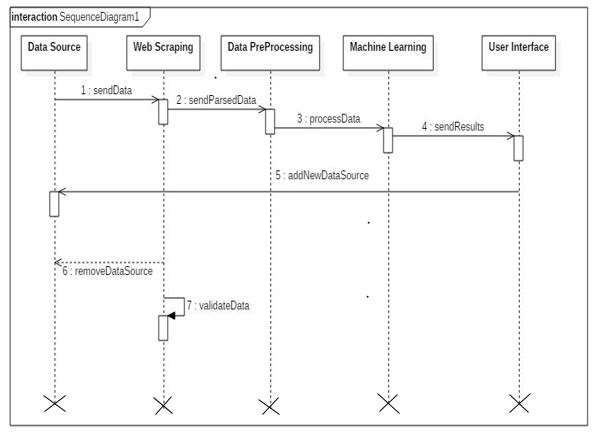 interaction SequenceDiagram1
Data Source
Web Scraping
Data PreProcessing
Machine Learning
User Interface
1 : sendData
2 : sendParsedData
3 : processData
4 : sendResults
5 : addNewDataSource
6 : removeDataSource
7 : validateData